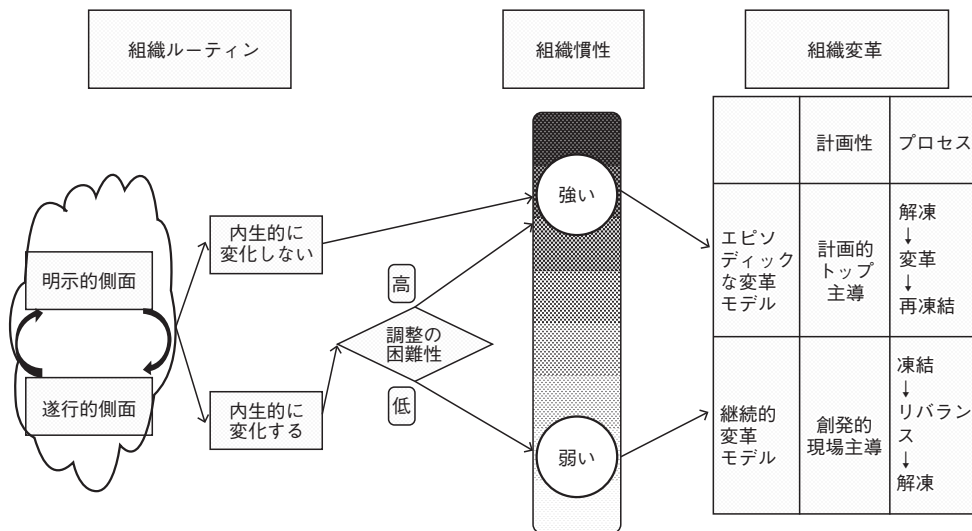 組織ルーティン
組織慣性
組織変革
明示的側面
遂行的側面
内生的に
変化しない
内生的に
変化する
高
調整の
困難性
低
強い
弱い
計画性
プロセス
エピソ
ディック
な変革
モデル
計画的
トップ
主導
解凍
↓
変革
↓
再凍結
継続的
変革
モデル
創発的
現場主導
凍結
↓
リバラン
ス
↓
解凍